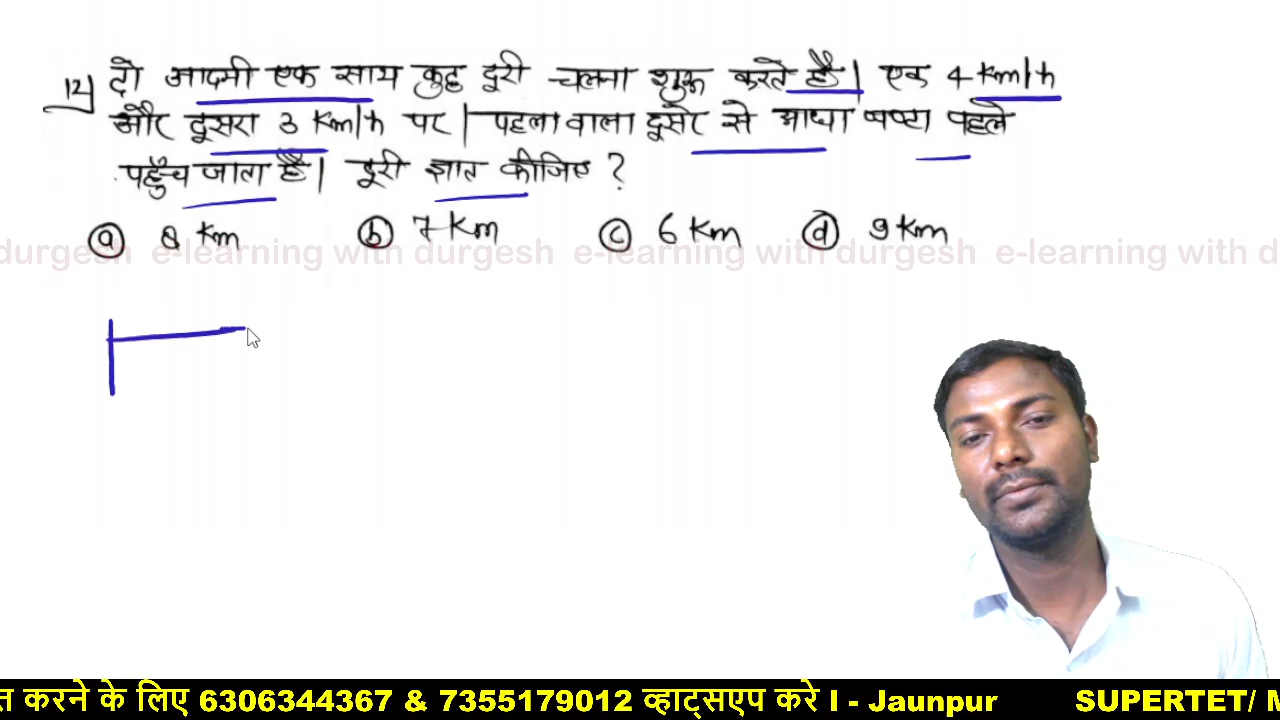 12) दो आदमी एक साथ कुछ दूरी चलना शुरू करते हैं| एक 4 Km/h
और दूसरा 3 Km/h पर | पहला वाला दूसरे से आधा घण्टा पहले
पहुँच जाता है| दूरी ज्ञात कीजिए ?
(a) 8 Km (b) 7 Km (c) 6 Km (d) 9 Km
durgesh e-learning with durgesh e-learning with durgesh e-learning with d
त करने के लिए 6306344367 & 7355179012 व्हाट्सएप करे I - Jaunpur SUPERTET/ M